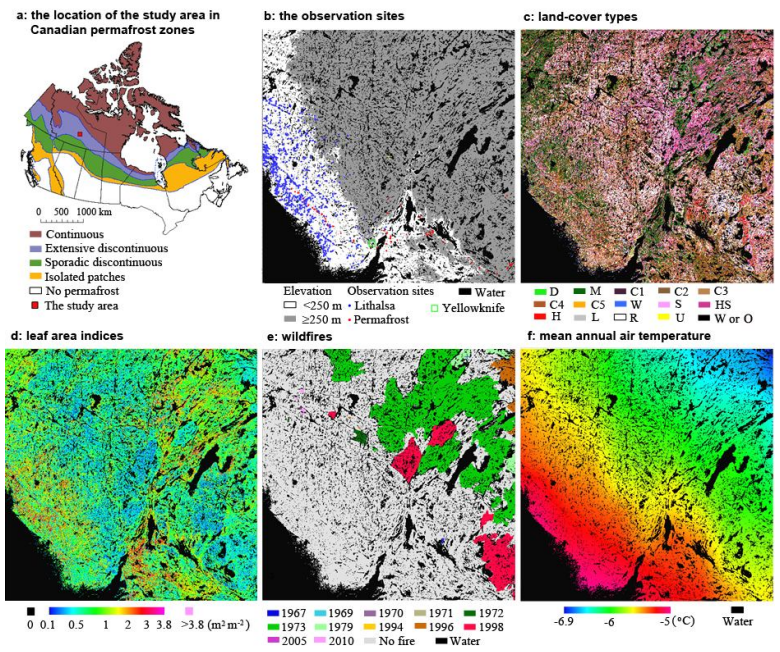 a: the location of the study area in
Canadian permafrost zones
0 500 1000 km
Continuous
Extensive discontinuous
Sporadic discontinuous
Isolated patches
No permafrost
The study area
b: the observation sites
Elevation Observation sites Water
<250 m Lithalsa
≥250 m Permafrost Yellowknife
c: land-cover types
D M C1 C2 C3
C4 C5 W S HS
H L R U W or O
d: leaf area indices
0 0.1 0.5 1 2 3 3.8 >3.8 (m² m⁻²)
e: wildfires
1967 1969 1970 1971 1972
1973 1979 1994 1996 1998
2005 2010 No fire Water
f: mean annual air temperature
-6.9 -6 -5 (°C) Water